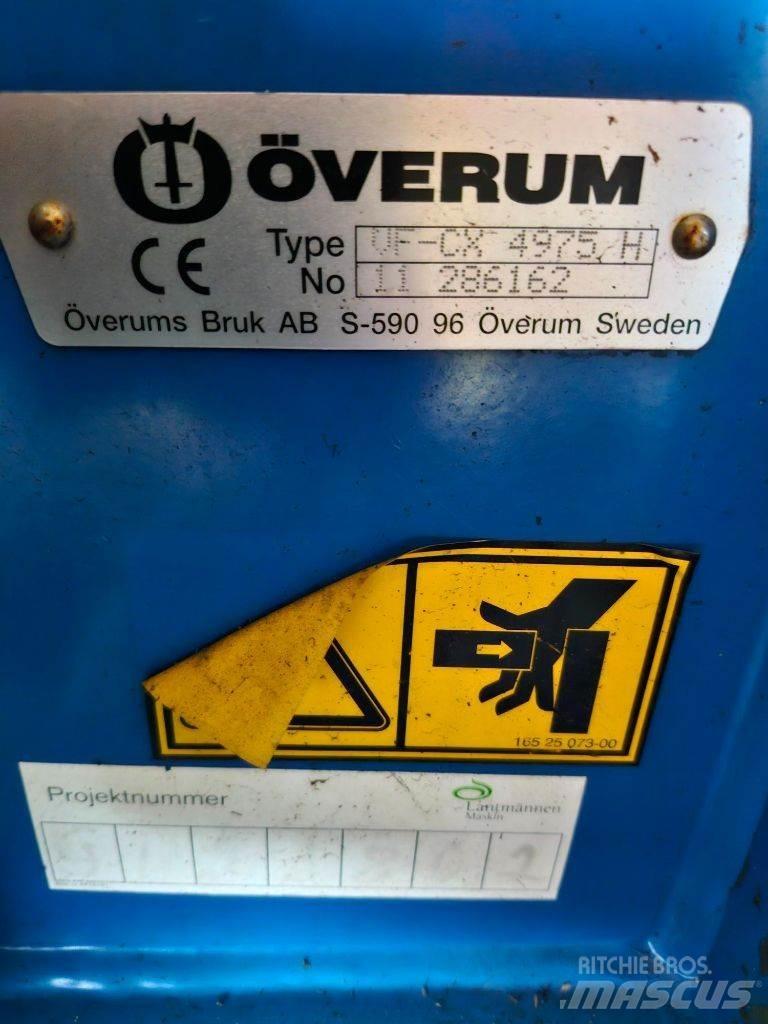 ÖVERUM
CE
Type VF-CX 4975 H
No 11 286162
Överums Bruk AB S-590 96 Överum Sweden
165 25 073-00
Projektnummer
Lantmännen
Maskin
RITCHIE BROS.
MASCUS